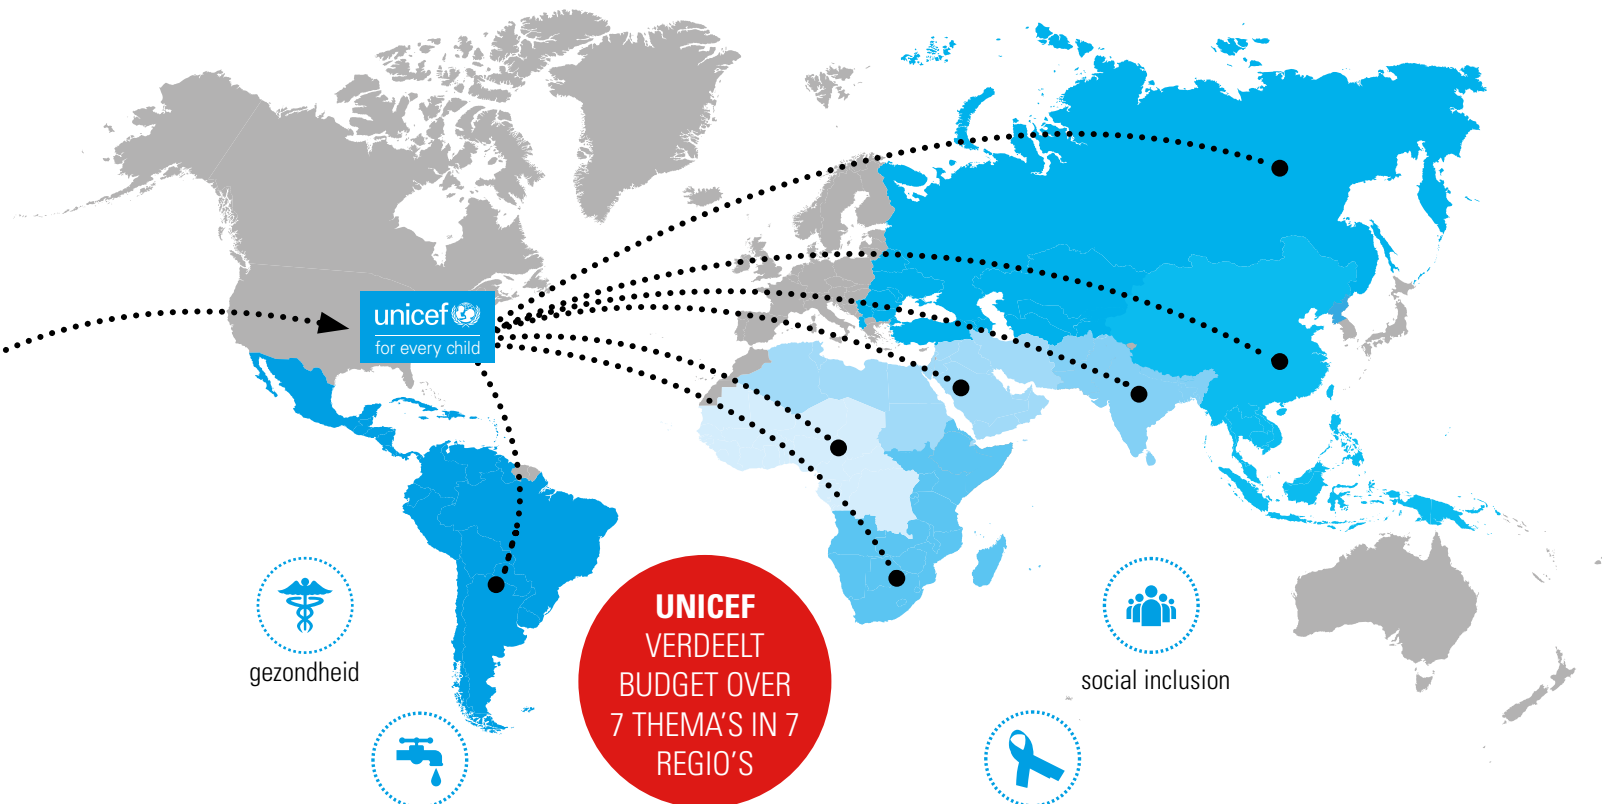 unicef
for every child
UNICEF
VERDEELT
BUDGET OVER
7 THEMA'S IN 7
REGIO'S
gezondheid
social inclusion